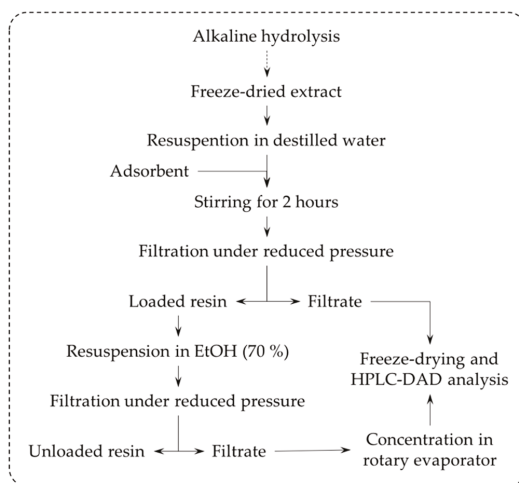 Alkaline hydrolysis
Freeze-dried extract
Resuspention in destilled water
Adsorbent
Stirring for 2 hours
Filtration under reduced pressure
Loaded resin
Filtrate
Resuspension in EtOH (70 %)
Freeze-drying and
HPLC-DAD analysis
Filtration under reduced pressure
Unloaded resin
Filtrate
Concentration in
rotary evaporator